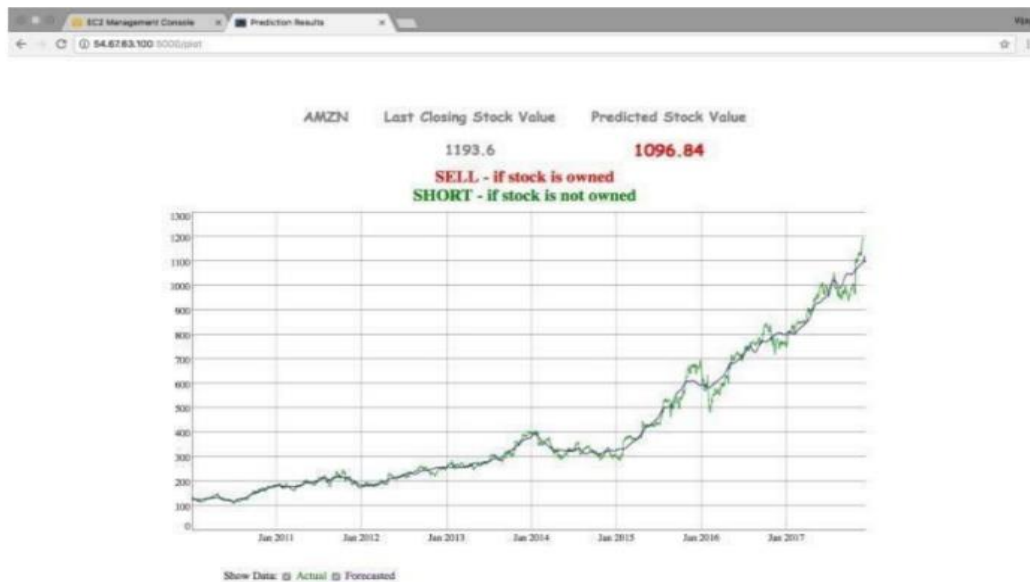 EC2 Management Console
Prediction Results
54.67.63.100:5000/plot
AMZN Last Closing Stock Value Predicted Stock Value
1193.6 1096.84
SELL - if stock is owned
SHORT - if stock is not owned
1300
1200
1100
1000
900
800
700
600
500
400
300
200
100
0
Jan 2011 Jan 2012 Jan 2013 Jan 2014 Jan 2015 Jan 2016 Jan 2017
Show Data: Actual Forecasted